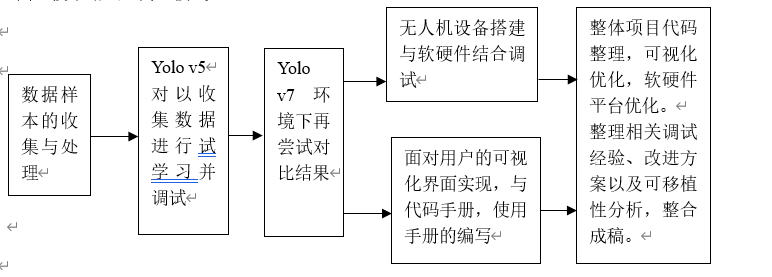 数据样
本的收
集与处
理
Yolo v5
对以收
集数据
进行试
学习并
调试
Yolo
v7 环
境下再
尝试对
比结果
无人机设备搭建
与软硬件结合调
试
面对用户的可视
化界面实现，与
代码手册，使用
手册的编写
整体项目代码
整理，可视化
优化，软硬件
平台优化。
整理相关调试
经验、改进方
案以及可移植
性分析，整合
成稿。